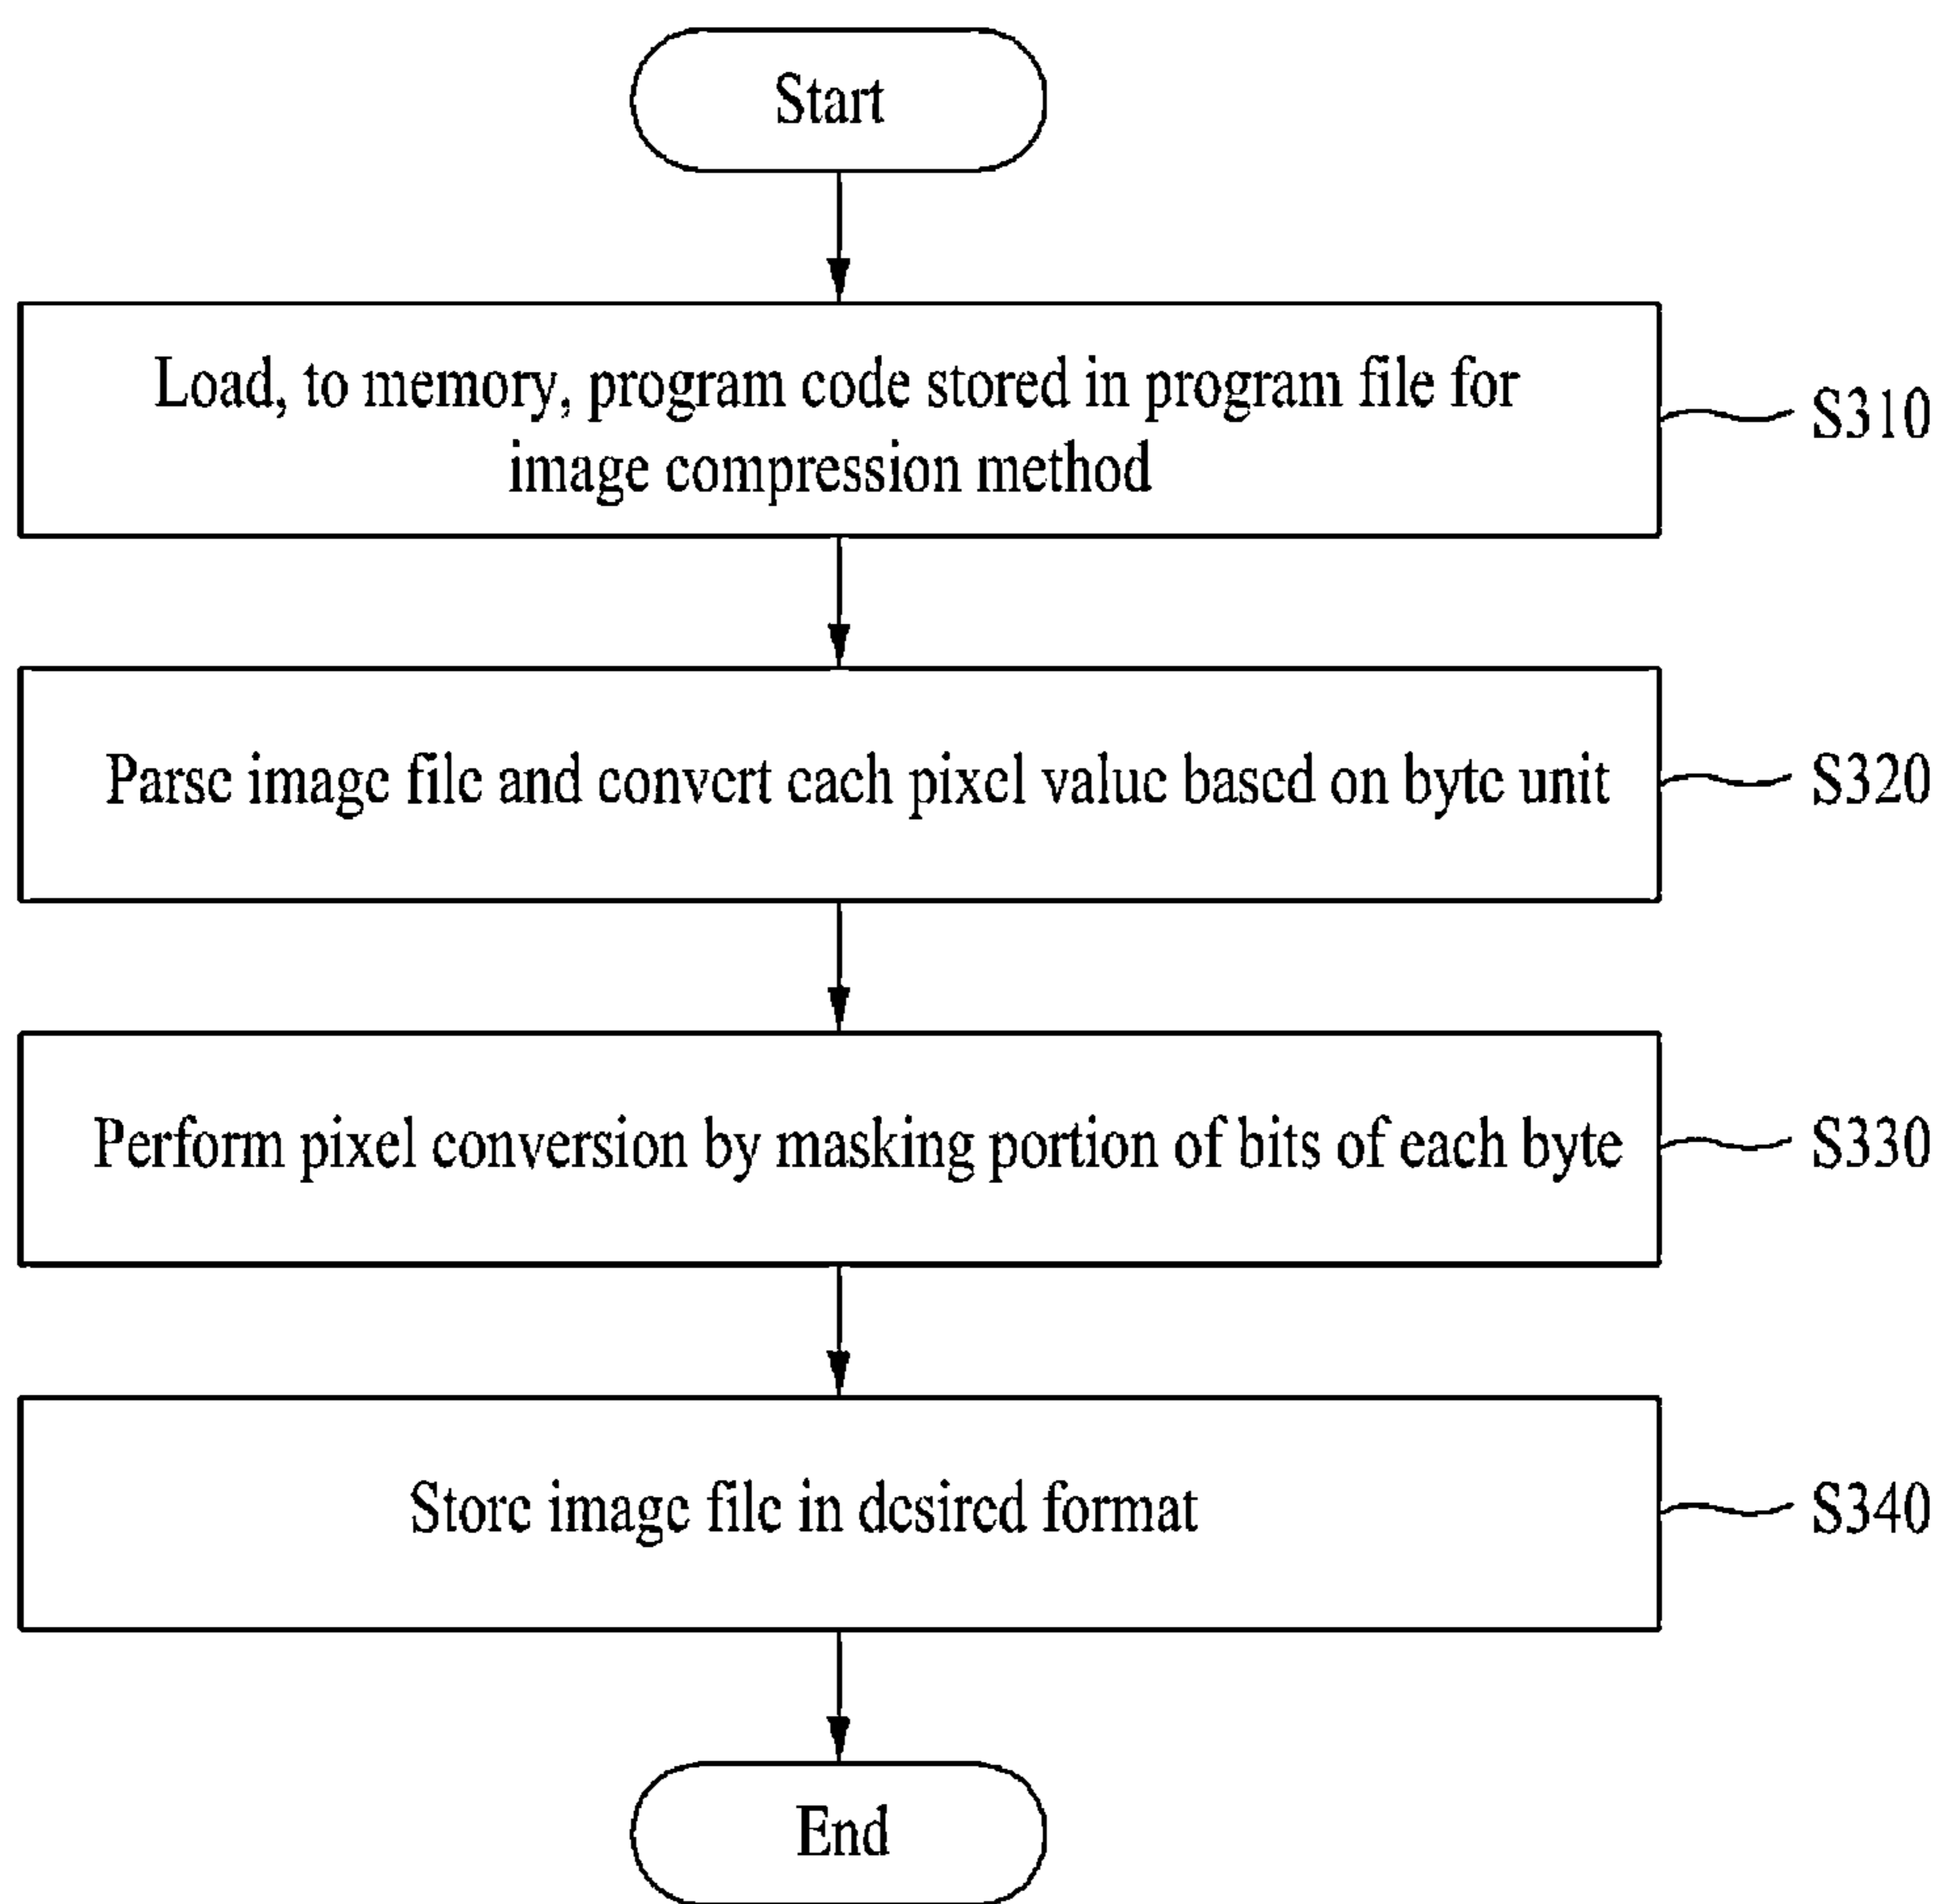 Start
Load, to memory, program code stored in program file for
image compression method
S310
Parse image file and convert each pixel value based on byte unit
S320
Perform pixel conversion by masking portion of bits of each byte
S330
Store image file in desired format
S340
End